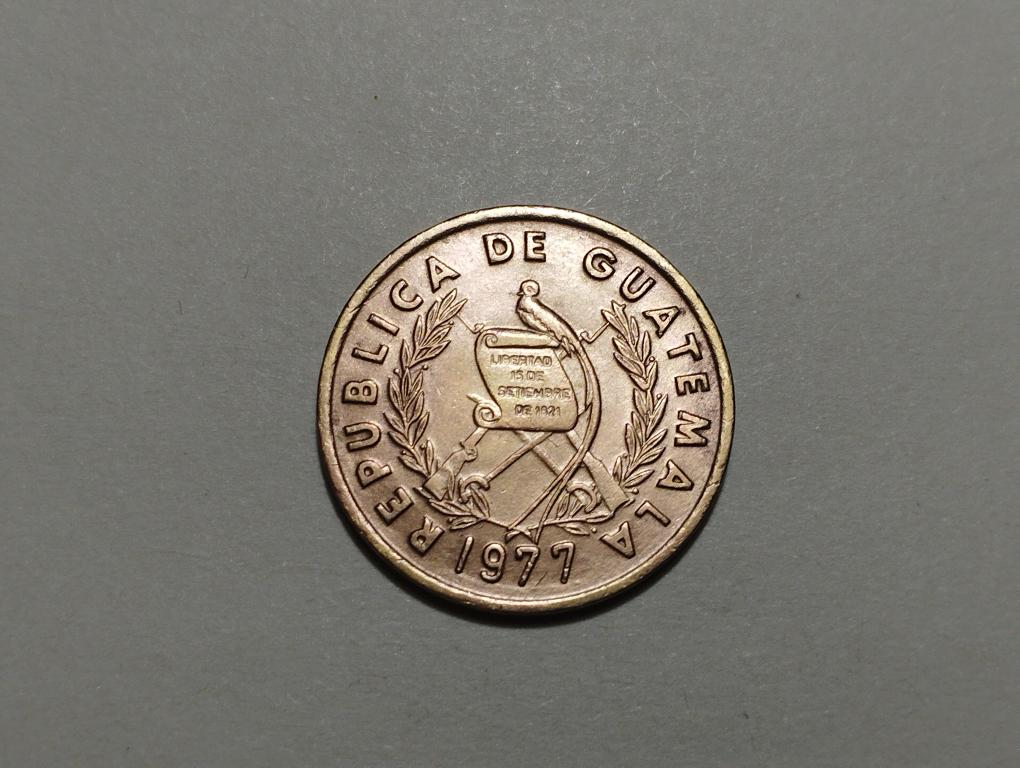 REPUBLICA DE GUATEMALA
LIBERTAD
15 DE
SETIEMBRE
DE 1821
1977